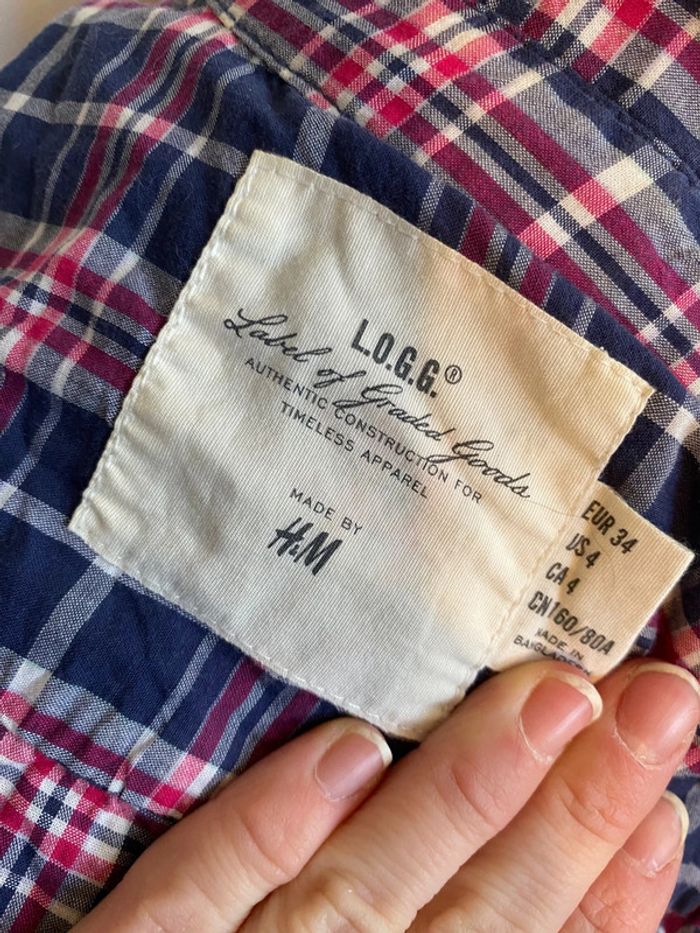 L.O.G.G.®
Label of Graded Goods
AUTHENTIC CONSTRUCTION FOR
TIMELESS APPAREL
MADE BY
H&M
EUR 34
US 4
CA 4
CN160/80A
MADE IN
BANGLADESH